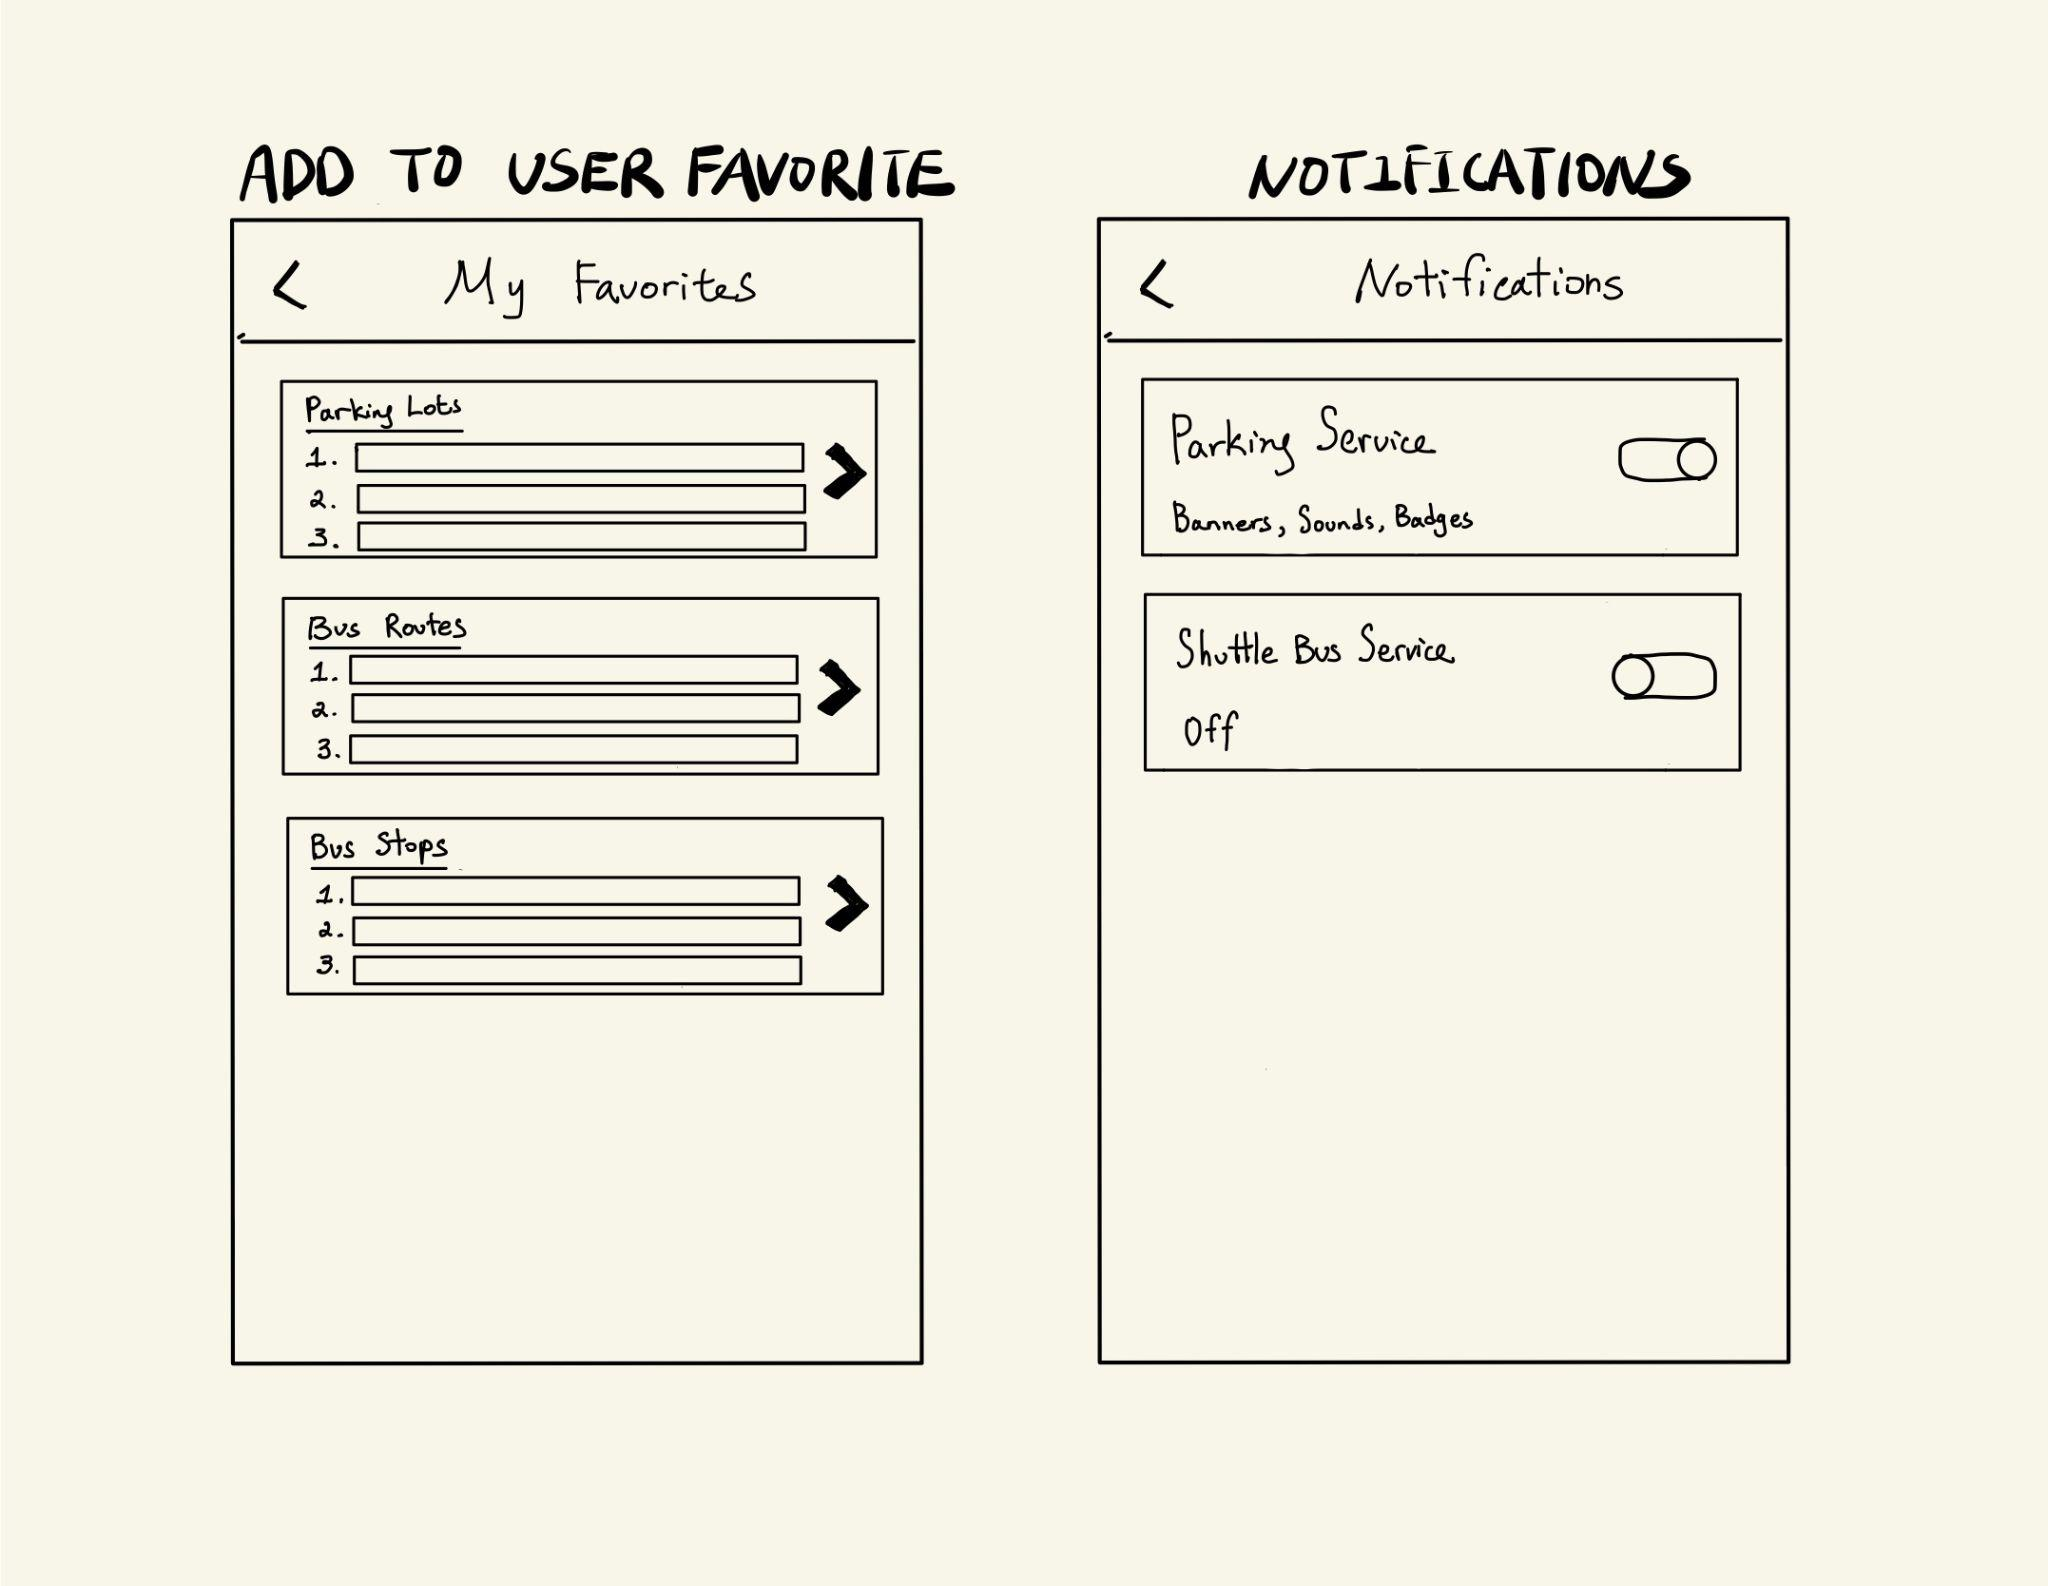 ADD TO USER FAVORITE
< My Favorites
Parking Lots
1.
2.
3.
Bus Routes
1.
2.
3.
Bus Stops
1.
2.
3.
NOTIFICATIONS
< Notifications
Parking Service
Banners, Sounds, Badges
Shuttle Bus Service
Off